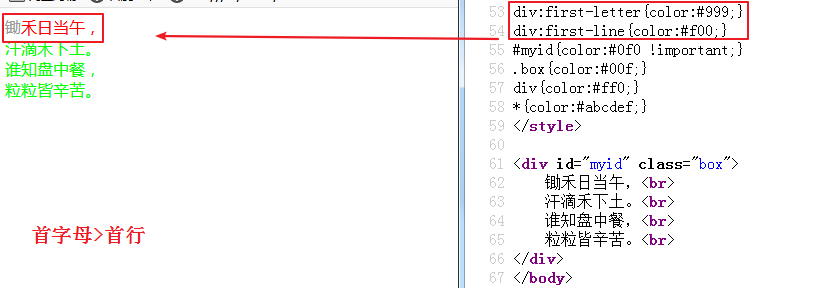 锄禾日当午，
汗滴禾下土。
谁知盘中餐，
粒粒皆辛苦。
首字母>首行
53 div:first-letter{color:#999;}
54 div:first-line{color:#f00;}
55 #myid{color:#0f0 !important;}
56 .box{color:#00f;}
57 div{color:#ff0;}
58 *{color:#abcdef;}
59 </style>
60
61 <div id="myid" class="box">
62 锄禾日当午，<br>
63 汗滴禾下土。<br>
64 谁知盘中餐，<br>
65 粒粒皆辛苦。<br>
66 </div>
67 </body>